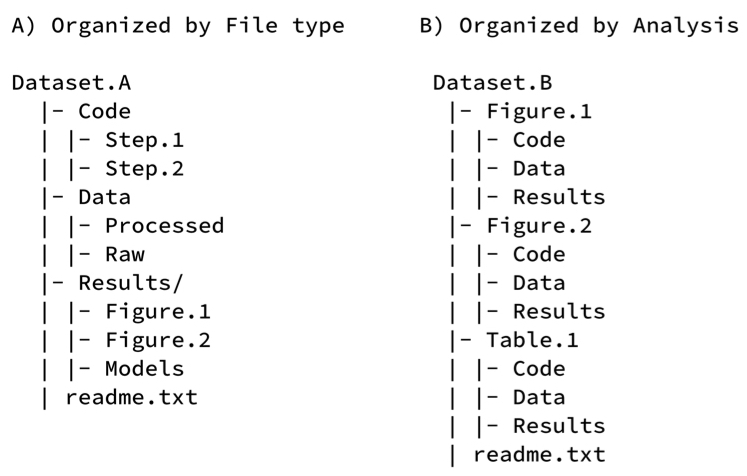 A) Organized by File type
Dataset.A
|- Code
| |- Step.1
| |- Step.2
|- Data
| |- Processed
| |- Raw
|- Results/
| |- Figure.1
| |- Figure.2
| |- Models
| readme.txt
B) Organized by Analysis
Dataset.B
|- Figure.1
| |- Code
| |- Data
| |- Results
|- Figure.2
| |- Code
| |- Data
| |- Results
|- Table.1
| |- Code
| |- Data
| |- Results
| readme.txt